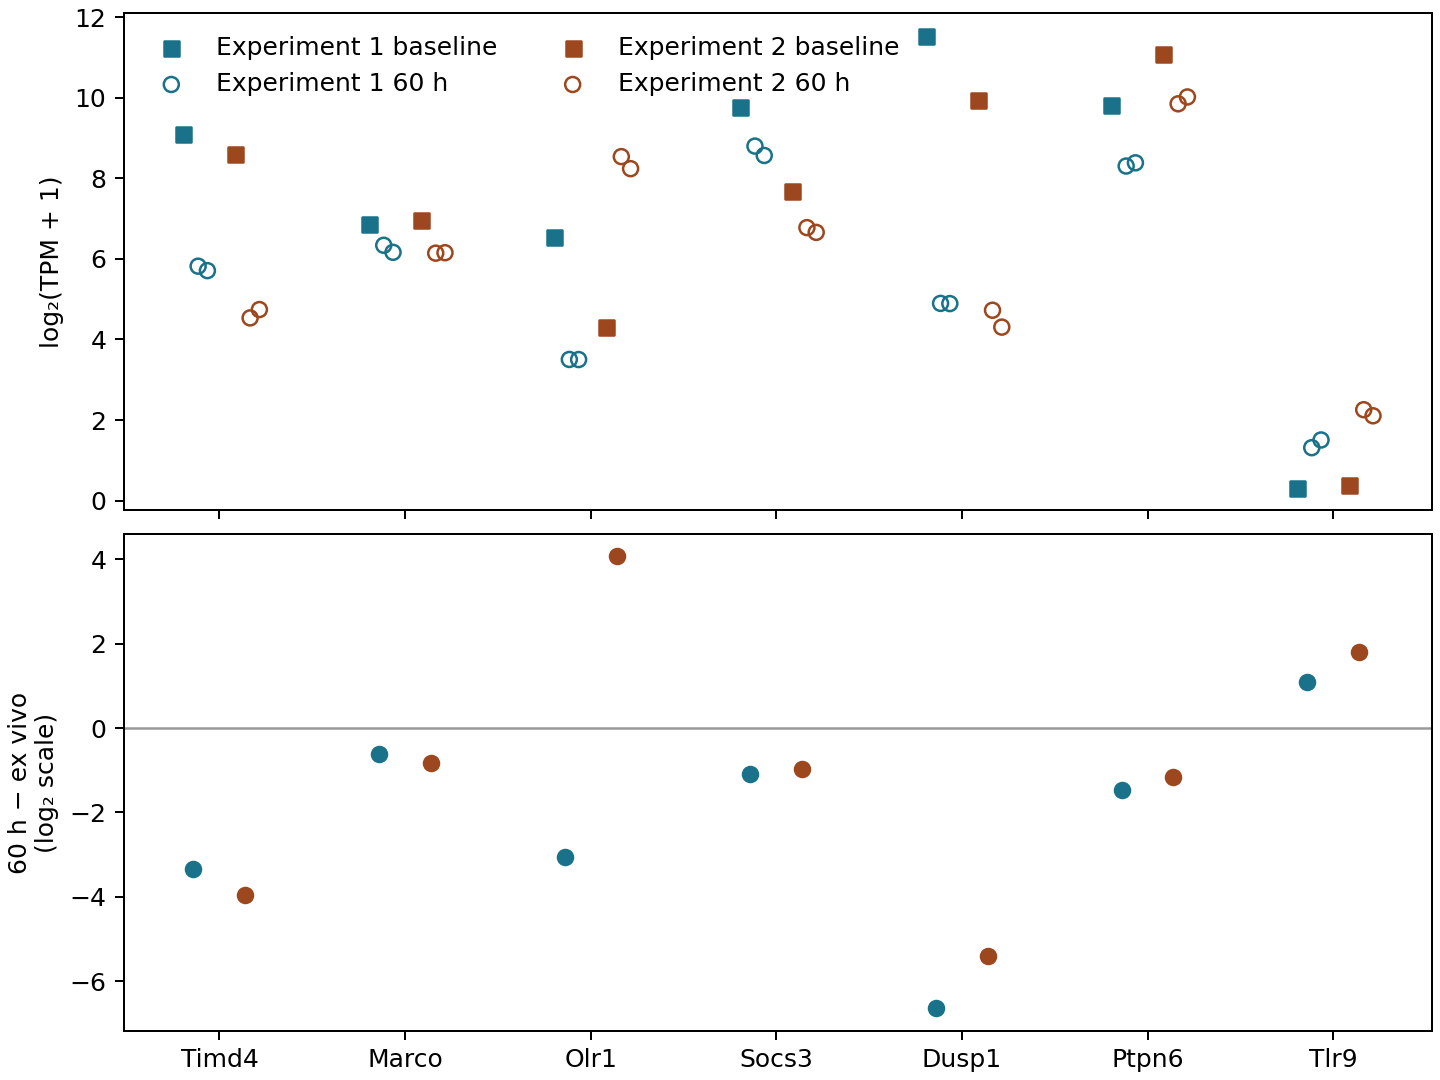 Experiment 1 baseline
Experiment 1 60 h
Experiment 2 baseline
Experiment 2 60 h
log₂(TPM + 1)
12
10
8
6
4
2
0
60 h − ex vivo
(log₂ scale)
4
2
0
−2
−4
−6
Timd4 Marco Olr1 Socs3 Dusp1 Ptpn6 Tlr9